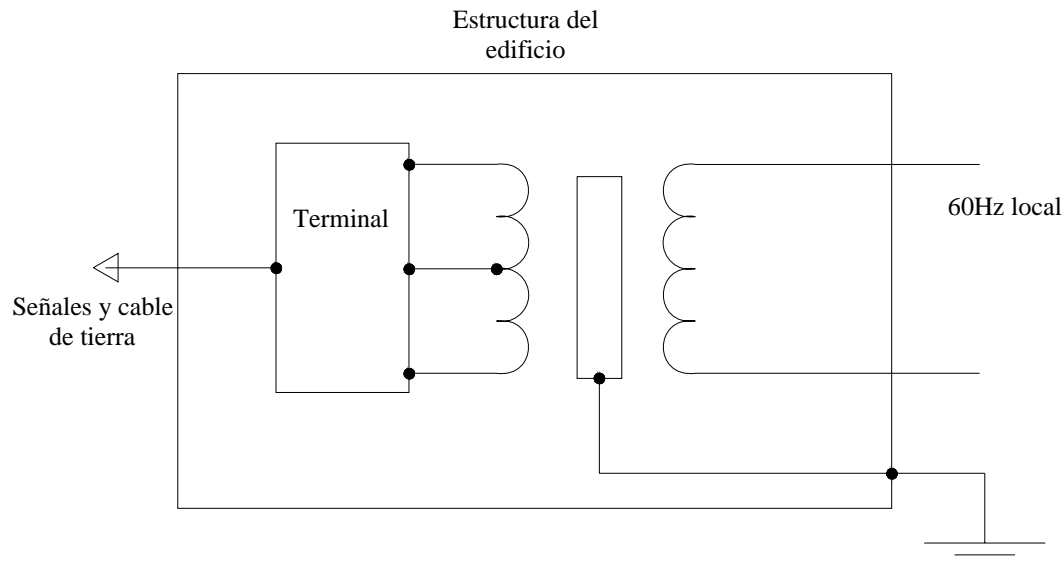 Estructura del
edificio
Terminal
60Hz local
Señales y cable
de tierra